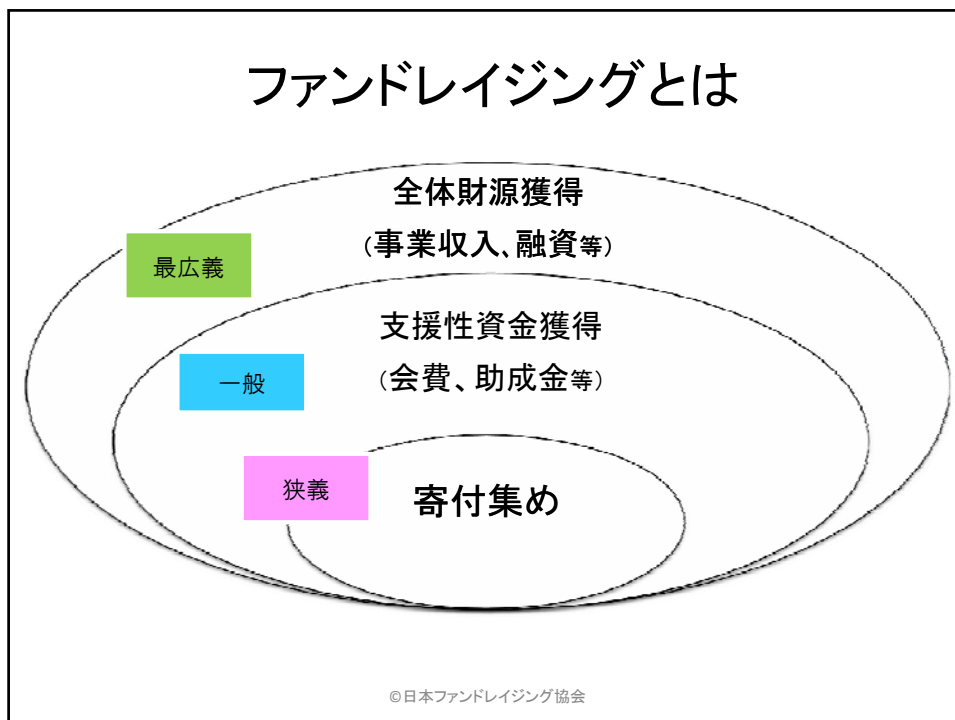 ファンドレイジングとは
全体財源獲得
（事業収入、融資等）
最広義
支援性資金獲得
（会費、助成金等）
一般
狭義
寄付集め
©日本ファンドレイジング協会